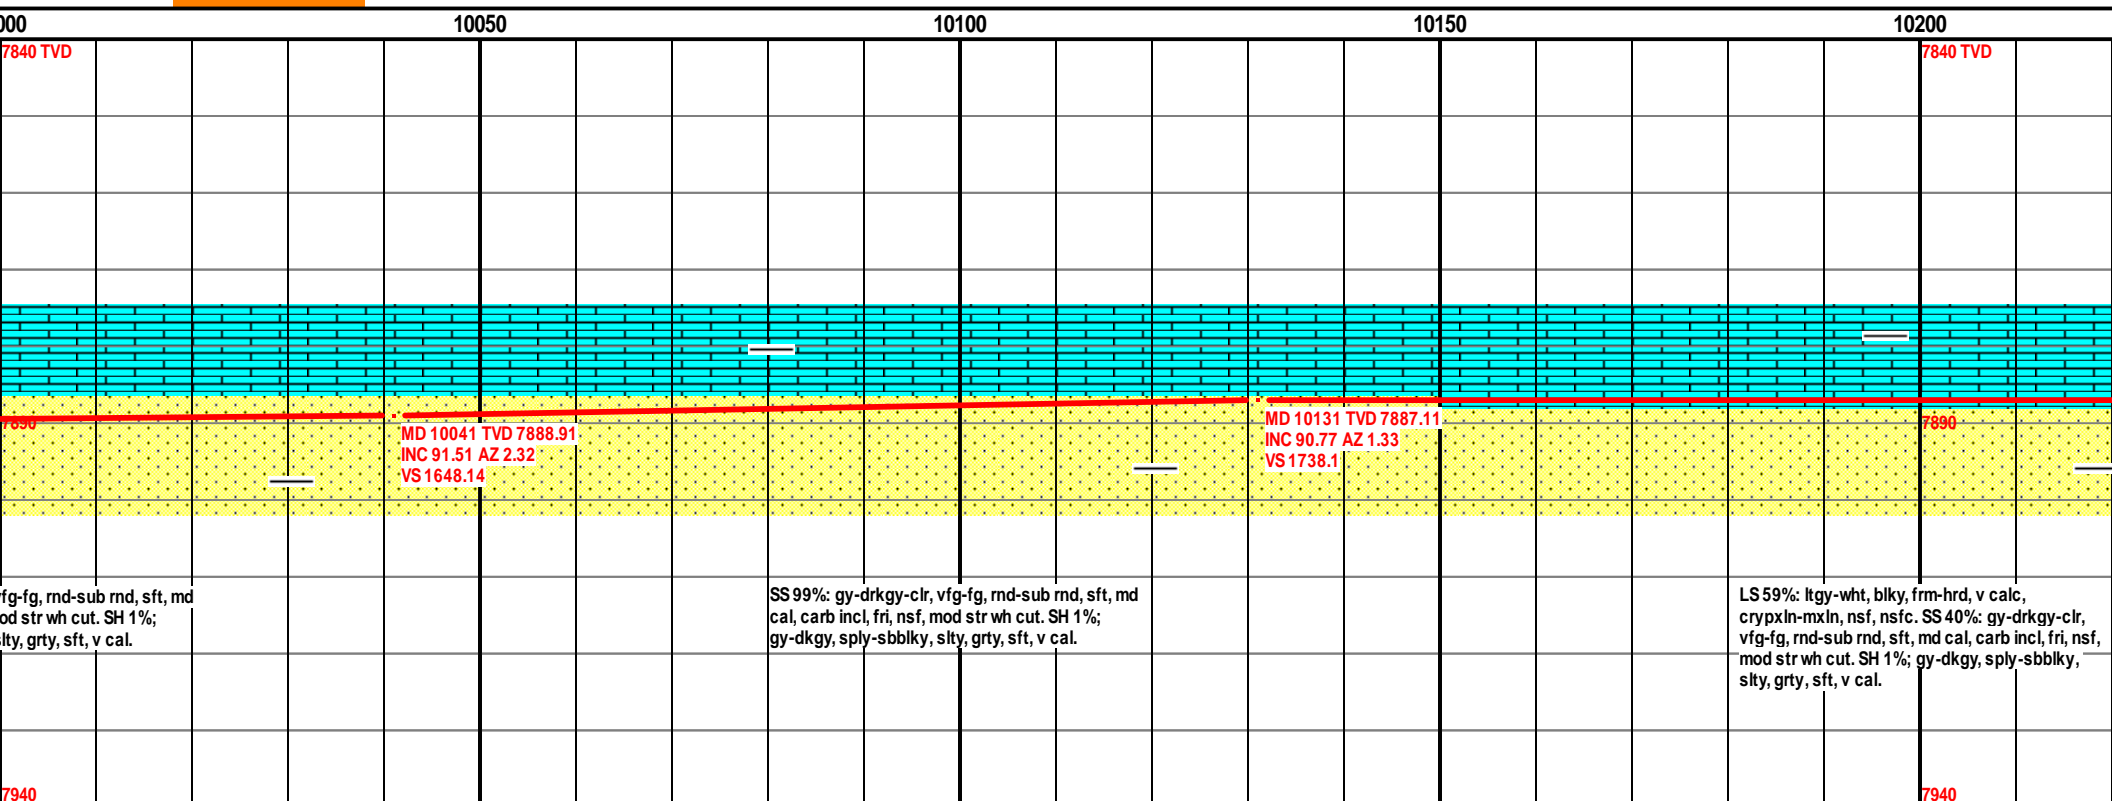 000 10050 10100 10150 10200
7840 TVD 7840 TVD
7890 7890
MD 10041 TVD 7888.91
INC 91.51 AZ 2.32
VS 1648.14
MD 10131 TVD 7887.11
INC 90.77 AZ 1.33
VS 1738.1
vfg-fg, rnd-sub rnd, sft, md
od str wh cut. SH 1%;
slty, grty, sft, v cal.
SS 99%: gy-drkgy-clr, vfg-fg, rnd-sub rnd, sft, md
cal, carb incl, fri, nsf, mod str wh cut. SH 1%;
gy-dkgy, sply-sbblky, slty, grty, sft, v cal.
LS 59%: ltgy-wht, blky, frm-hrd, v calc,
crypxln-mxln, nsf, nsfc. SS 40%: gy-drkgy-clr,
vfg-fg, rnd-sub rnd, sft, md cal, carb incl, fri, nsf,
mod str wh cut. SH 1%; gy-dkgy, sply-sbblky,
slty, grty, sft, v cal.
7940 7940